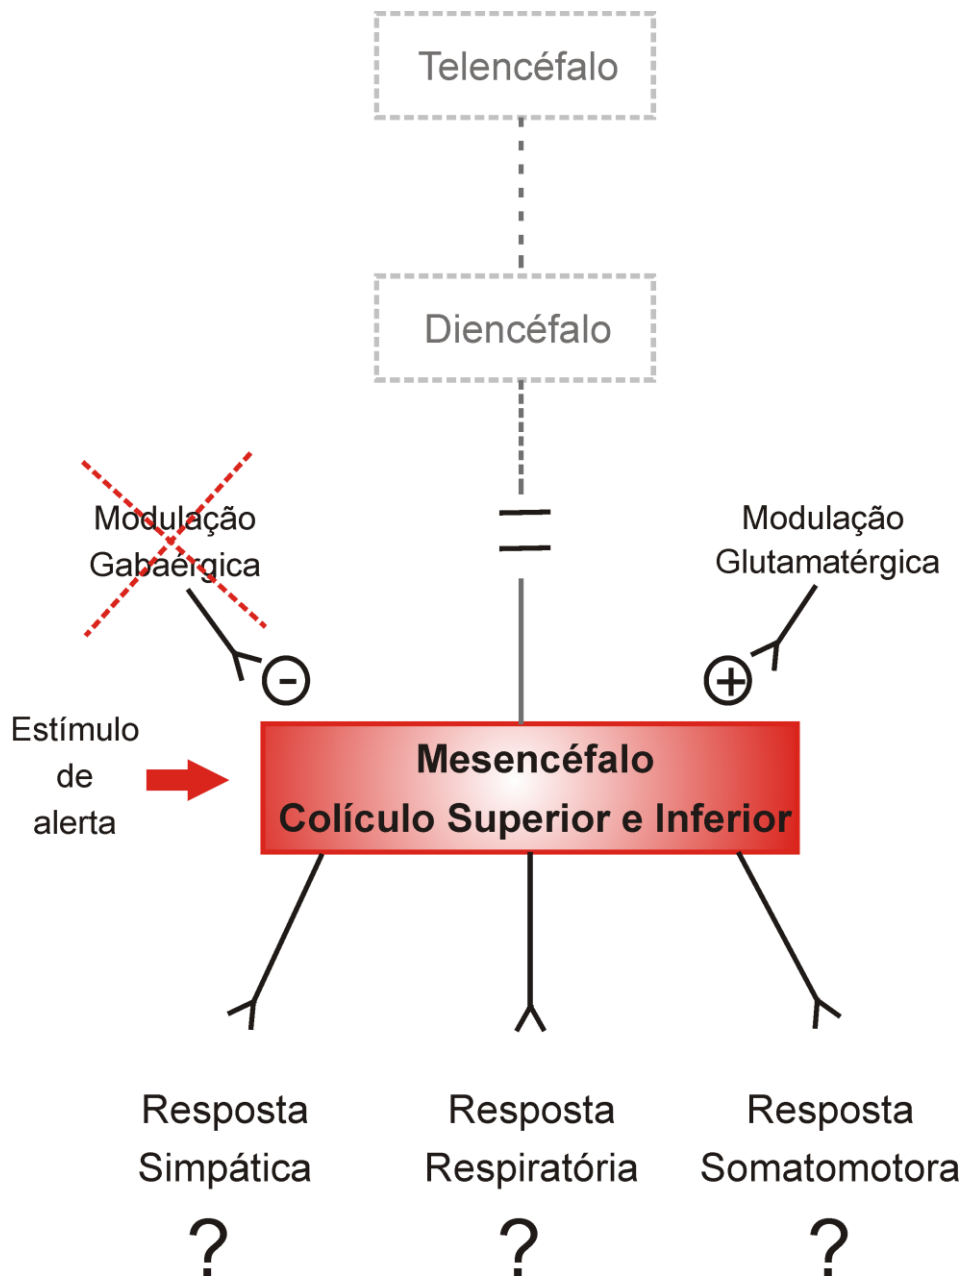 Telencéfalo
Diencéfalo
Modulação
Gabaérgica
Modulação
Glutamatérgica
-
+
Estímulo
de
alerta
Mesencéfalo
Colículo Superior e Inferior
Resposta
Simpática
?
Resposta
Respiratória
?
Resposta
Somatomotora
?